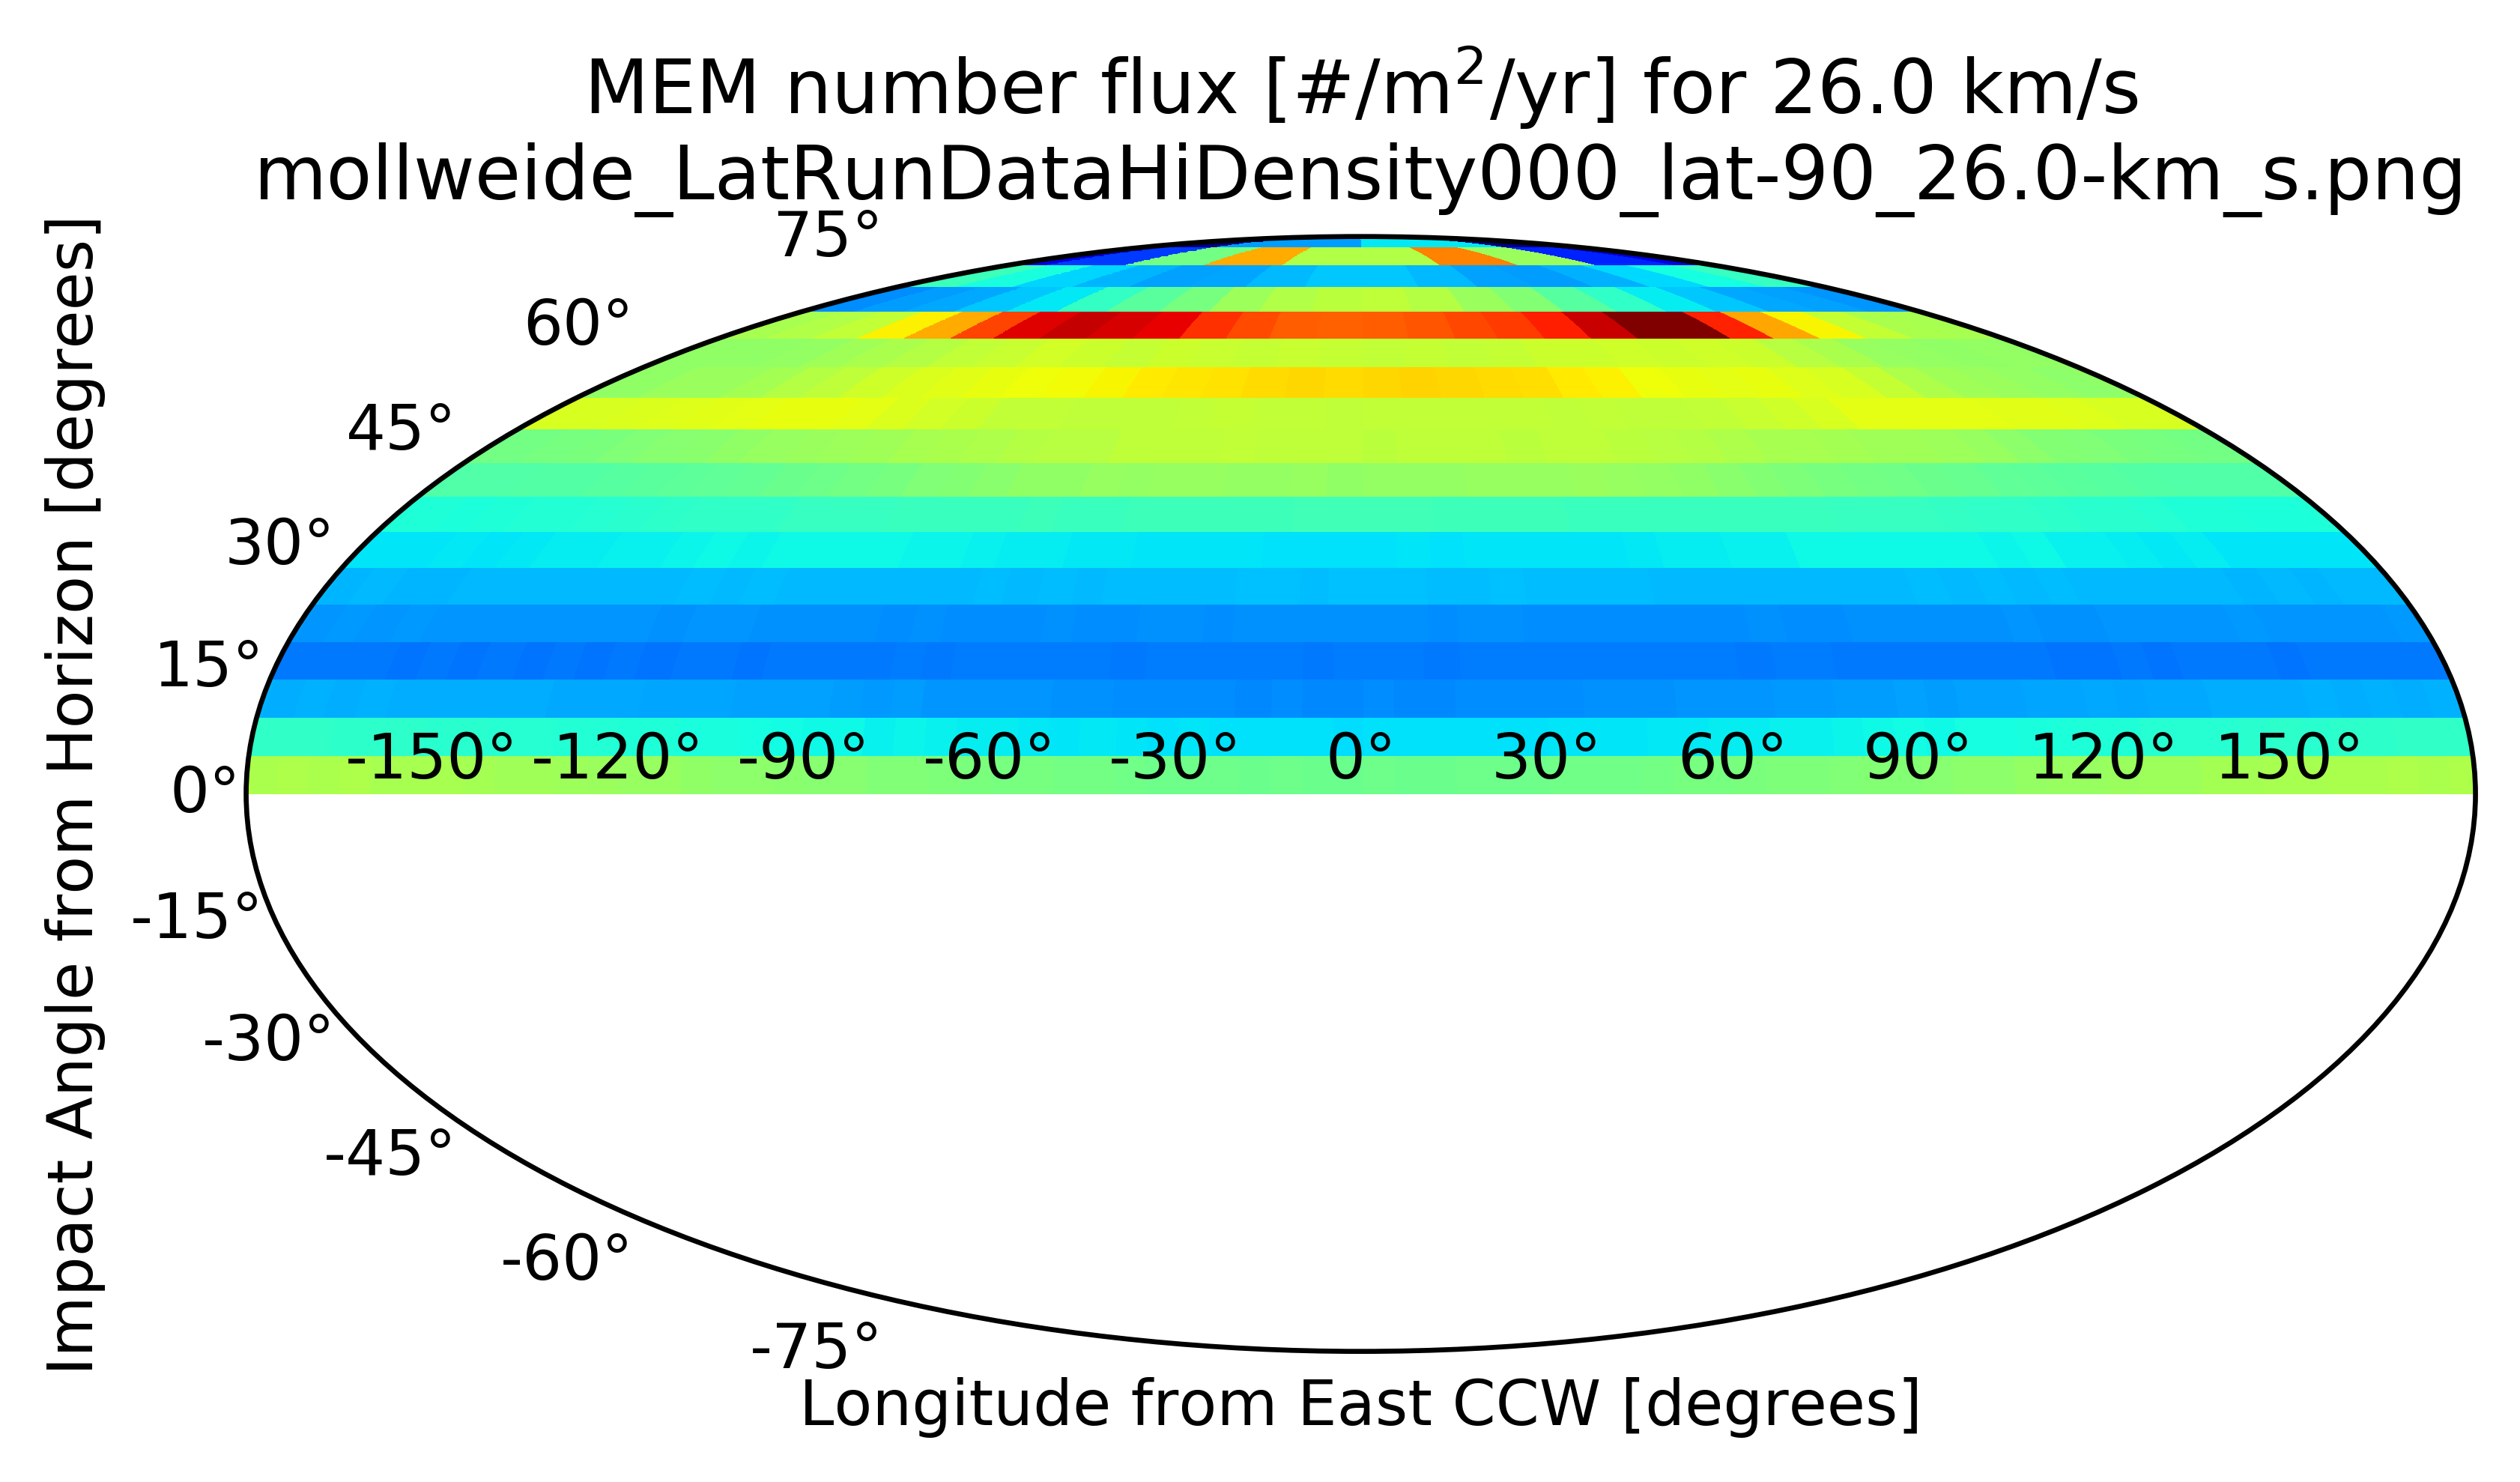 MEM number flux [#/m²/yr] for 26.0 km/s
mollweide_LatRunDataHiDensity000_lat-90_26.0-km_s.png
Impact Angle from Horizon [degrees]
75°
60°
45°
30°
15°
-150° -120° -90° -60° -30° 0° 30° 60° 90° 120° 150°
0°
-15°
-30°
-45°
-60°
-75°
Longitude from East CCW [degrees]